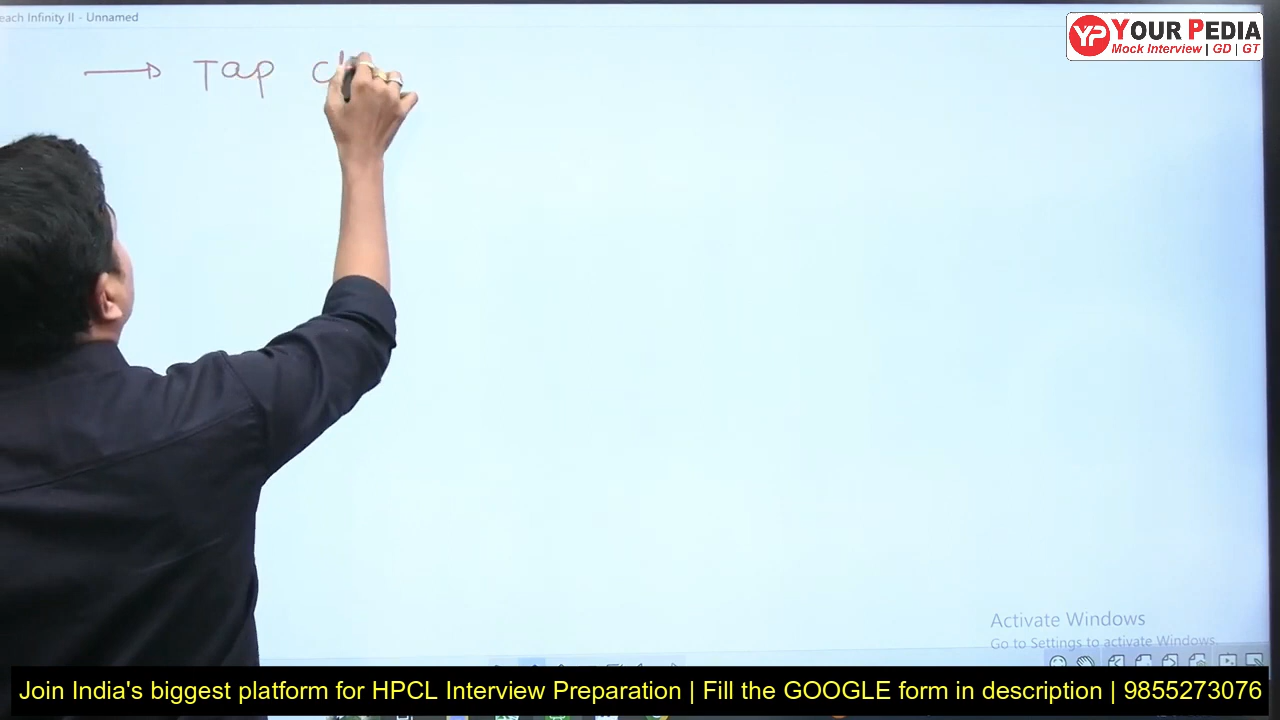 each Infinity II - Unnamed
YP YOUR PEDIA
Mock Interview | GD | GT
→ Tap
Activate Windows
Go to Settings to activate Windows.
Join India's biggest platform for HPCL Interview Preparation | Fill the GOOGLE form in description | 9855273076